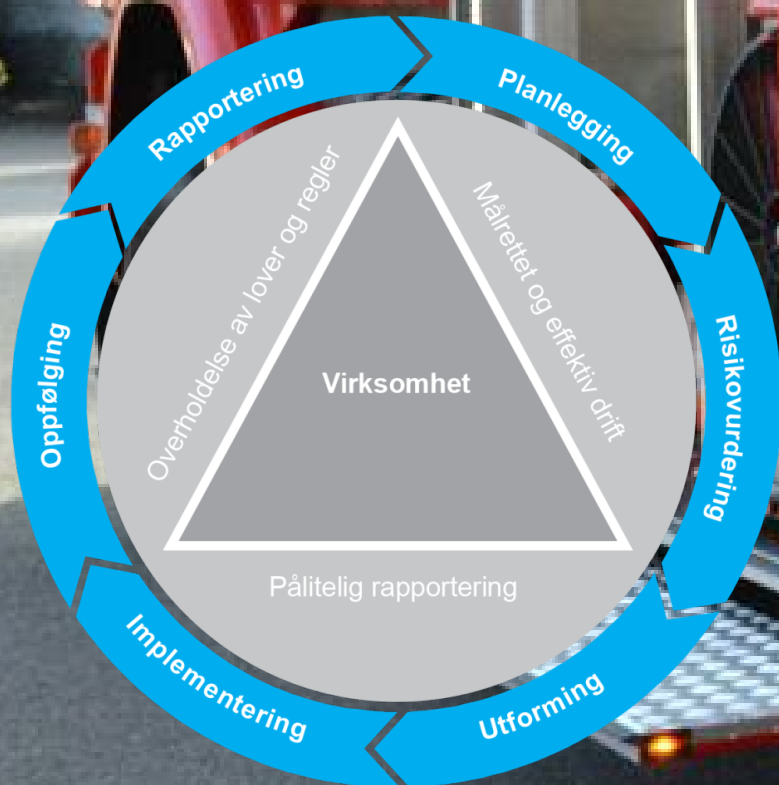 Planlegging
Risikovurdering
Utforming
Implementering
Oppfølging
Rapportering
Overholdelse av lover og regler
Målrettet og effektiv drift
Virksomhet
Pålitelig rapportering